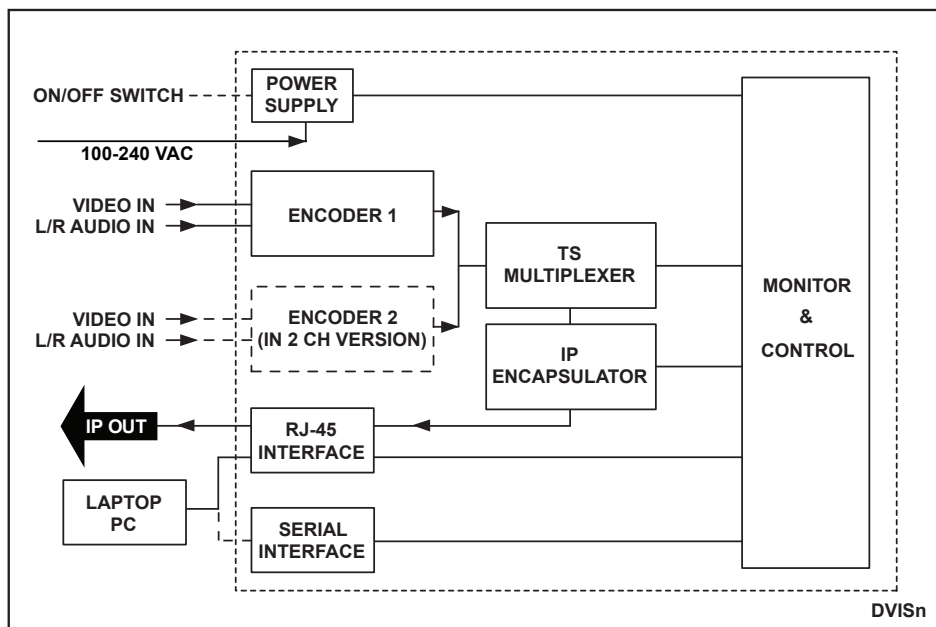 ON/OFF SWITCH
POWER
SUPPLY
100-240 VAC
VIDEO IN
L/R AUDIO IN
ENCODER 1
TS
MULTIPLEXER
MONITOR
&
CONTROL
VIDEO IN
L/R AUDIO IN
ENCODER 2
(IN 2 CH VERSION)
IP
ENCAPSULATOR
IP OUT
RJ-45
INTERFACE
LAPTOP
PC
SERIAL
INTERFACE
DVISn